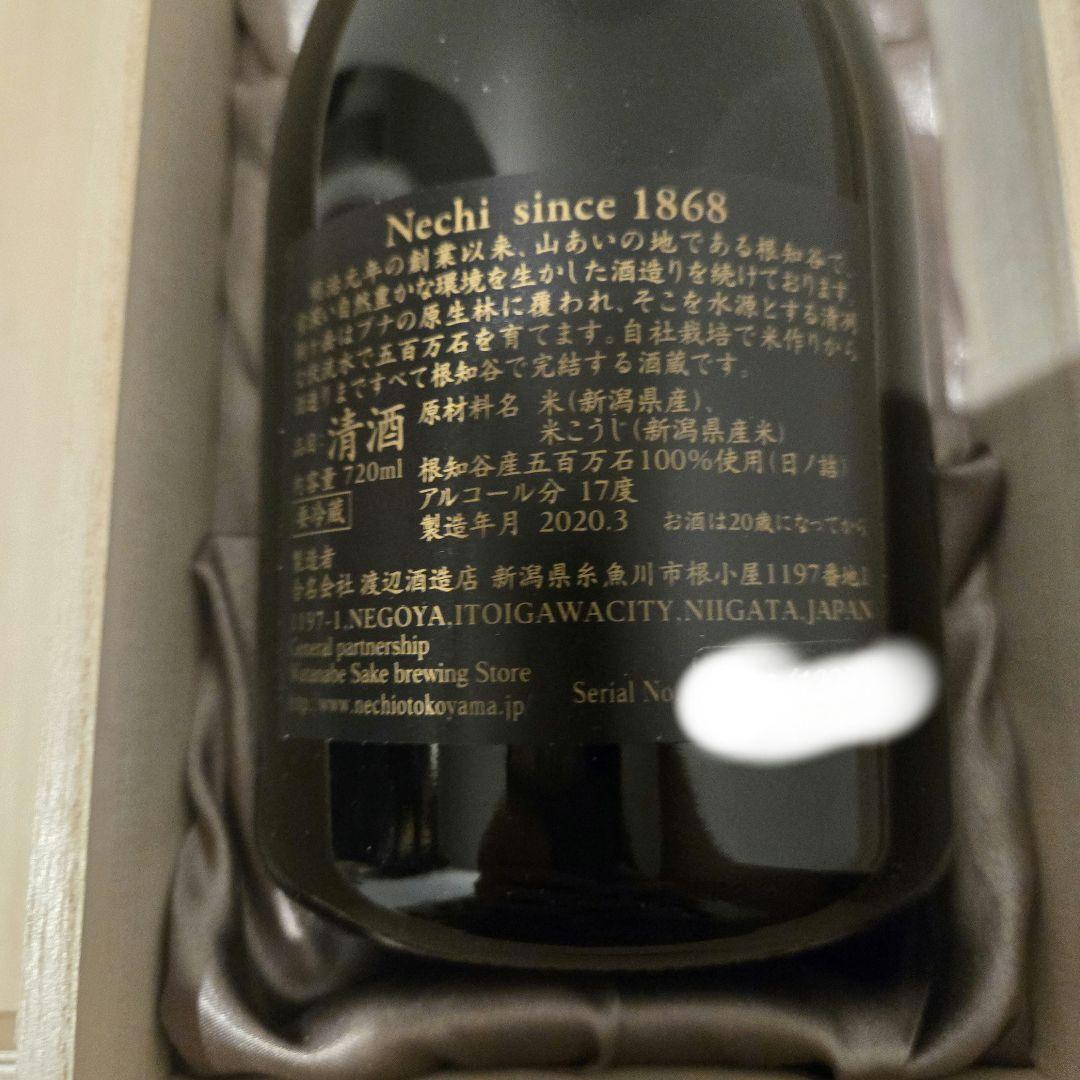 Nechi since 1868
明治元年の創業以来、山あいの地である根知谷で、
自然豊かな環境を生かした酒造りを続けております。
はブナの原生林に覆われ、そこを水源とする清冽
水で五百万石を育てます。自社栽培で米作りから
酒造りまですべて根知谷で完結する酒蔵です。
品目:清酒 原材料名 米(新潟県産)、
米こうじ(新潟県産米)
内容量 720ml 根知谷産五百万石100%使用(日ノ詰)
要冷蔵 アルコール分 17度
製造年月 2020.3 お酒は20歳になってから
製造者
合名会社 渡辺酒造店 新潟県糸魚川市根小屋1197番地1
1197-1,NEGOYA,ITOIGAWACITY,NIIGATA,JAPAN
General partnership
Watanabe Sake brewing Store
http://www.nechiotokoyama.jp/ Serial No